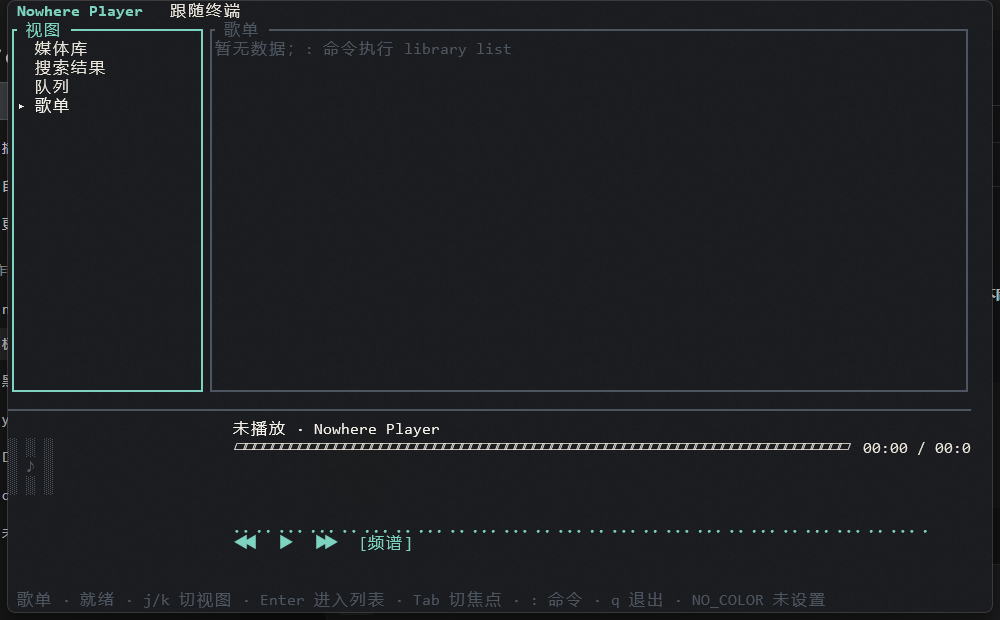 Nowhere Player 跟随终端
视图
媒体库
搜索结果
队列
▸ 歌单
歌单
暂无数据; : 命令执行 library list
未播放 · Nowhere Player
00:00 / 00:0
[频谱]
歌单 · 就绪 · j/k 切视图 · Enter 进入列表 · Tab 切焦点 · : 命令 · q 退出 · NO_COLOR 未设置